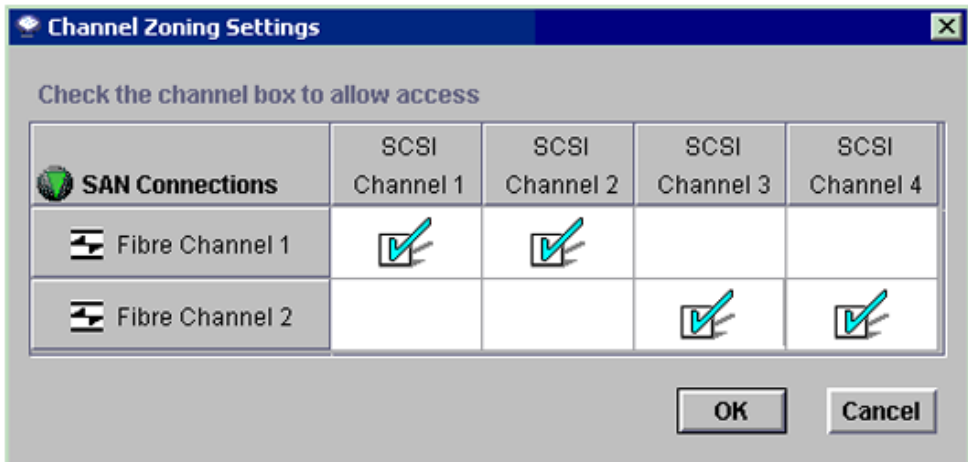 Channel Zoning Settings
Check the channel box to allow access
SAN Connections
SCSI
Channel 1
SCSI
Channel 2
SCSI
Channel 3
SCSI
Channel 4
Fibre Channel 1
Fibre Channel 2
OK
Cancel